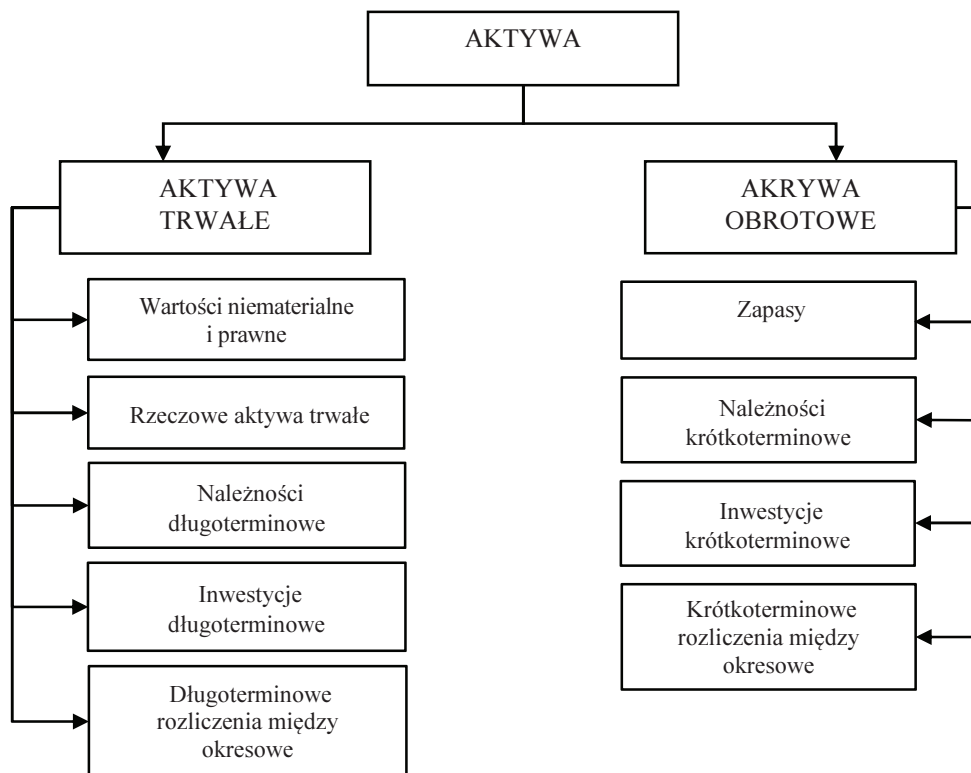 AKTYWA
AKTYWA
TRWAŁE
Wartości niematerialne
i prawne
Rzeczowe aktywa trwałe
Należności
długoterminowe
Inwestycje
długoterminowe
Długoterminowe
rozliczenia między
okresowe
AKRYWA
OBROTOWE
Zapasy
Należności
krótkoterminowe
Inwestycje
krótkoterminowe
Krótkoterminowe
rozliczenia między
okresowe